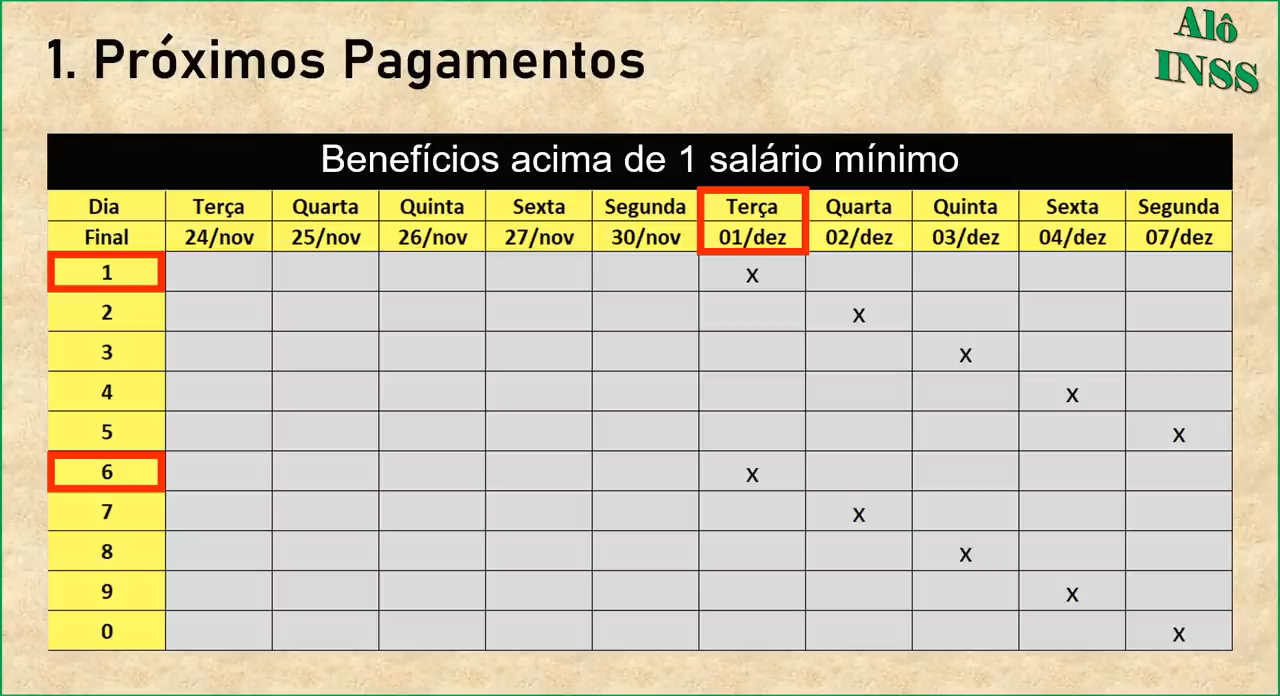 1. Próximos Pagamentos
Alô
INSS
Benefícios acima de 1 salário mínimo
Dia Terça Quarta Quinta Sexta Segunda Terça Quarta Quinta Sexta Segunda
Final 24/nov 25/nov 26/nov 27/nov 30/nov 01/dez 02/dez 03/dez 04/dez 07/dez
1 x
2 x
3 x
4 x
5 x
6 x
7 x
8 x
9 x
0 x